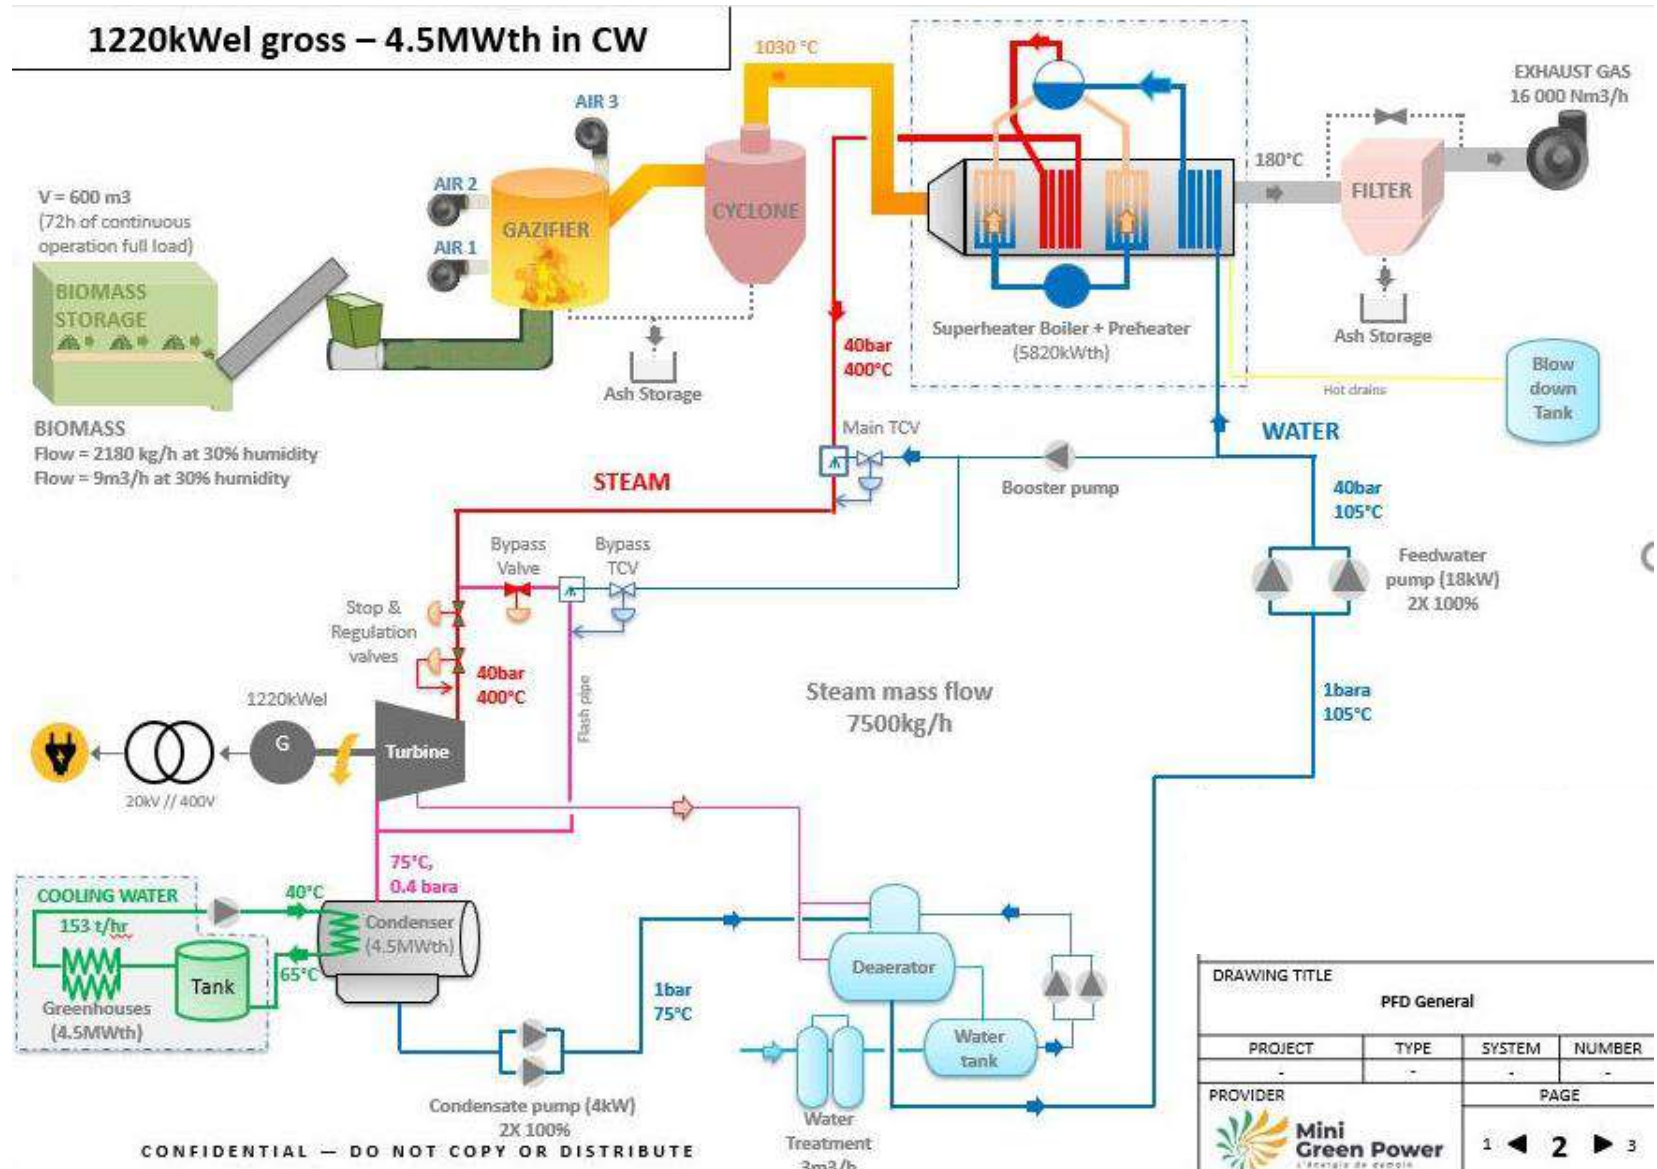 1220kWel gross – 4.5MWth in CW
1030 °C
EXHAUST GAS
16 000 Nm3/h
AIR 3
AIR 2
AIR 1
V = 600 m3
(72h of continuous
operation full load)
GAZIFIER
CYCLONE
180°C
FILTER
BIOMASS
STORAGE
Superheater Boiler + Preheater
(5820kWth)
Ash Storage
Ash Storage
40bar
400°C
Hot drains
Blow
down
Tank
BIOMASS
Flow = 2180 kg/h at 30% humidity
Flow = 9m3/h at 30% humidity
Main TCV
WATER
STEAM
Booster pump
40bar
105°C
Bypass
Valve
Bypass
TCV
Feedwater
pump (18kW)
2X 100%
Stop &
Regulation
valves
40bar
400°C
Flash pipe
Steam mass flow
7500kg/h
1bara
105°C
1220kWel
G
Turbine
20kV // 400V
75°C,
0.4 bara
COOLING WATER
153 t/hr
40°C
65°C
Condenser
(4.5MWth)
Tank
Greenhouses
(4.5MWth)
1bar
75°C
Deaerator
Water
tank
Condensate pump (4kW)
2X 100%
Water
Treatment
3m3/h
CONFIDENTIAL — DO NOT COPY OR DISTRIBUTE
DRAWING TITLE
PFD General
PROJECT TYPE SYSTEM NUMBER
- - - -
PROVIDER PAGE
Mini
Green Power
L'énergie de demain
1 2 3